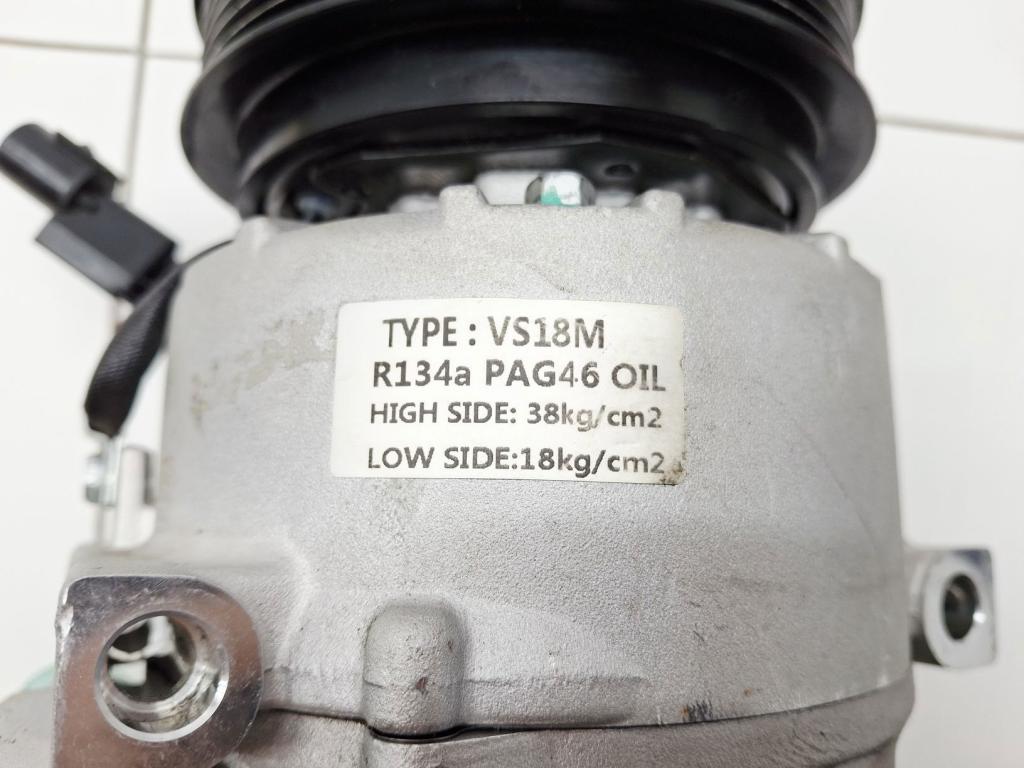 TYPE : VS18M
R134a PAG46 OIL
HIGH SIDE: 38kg/cm2
LOW SIDE:18kg/cm2